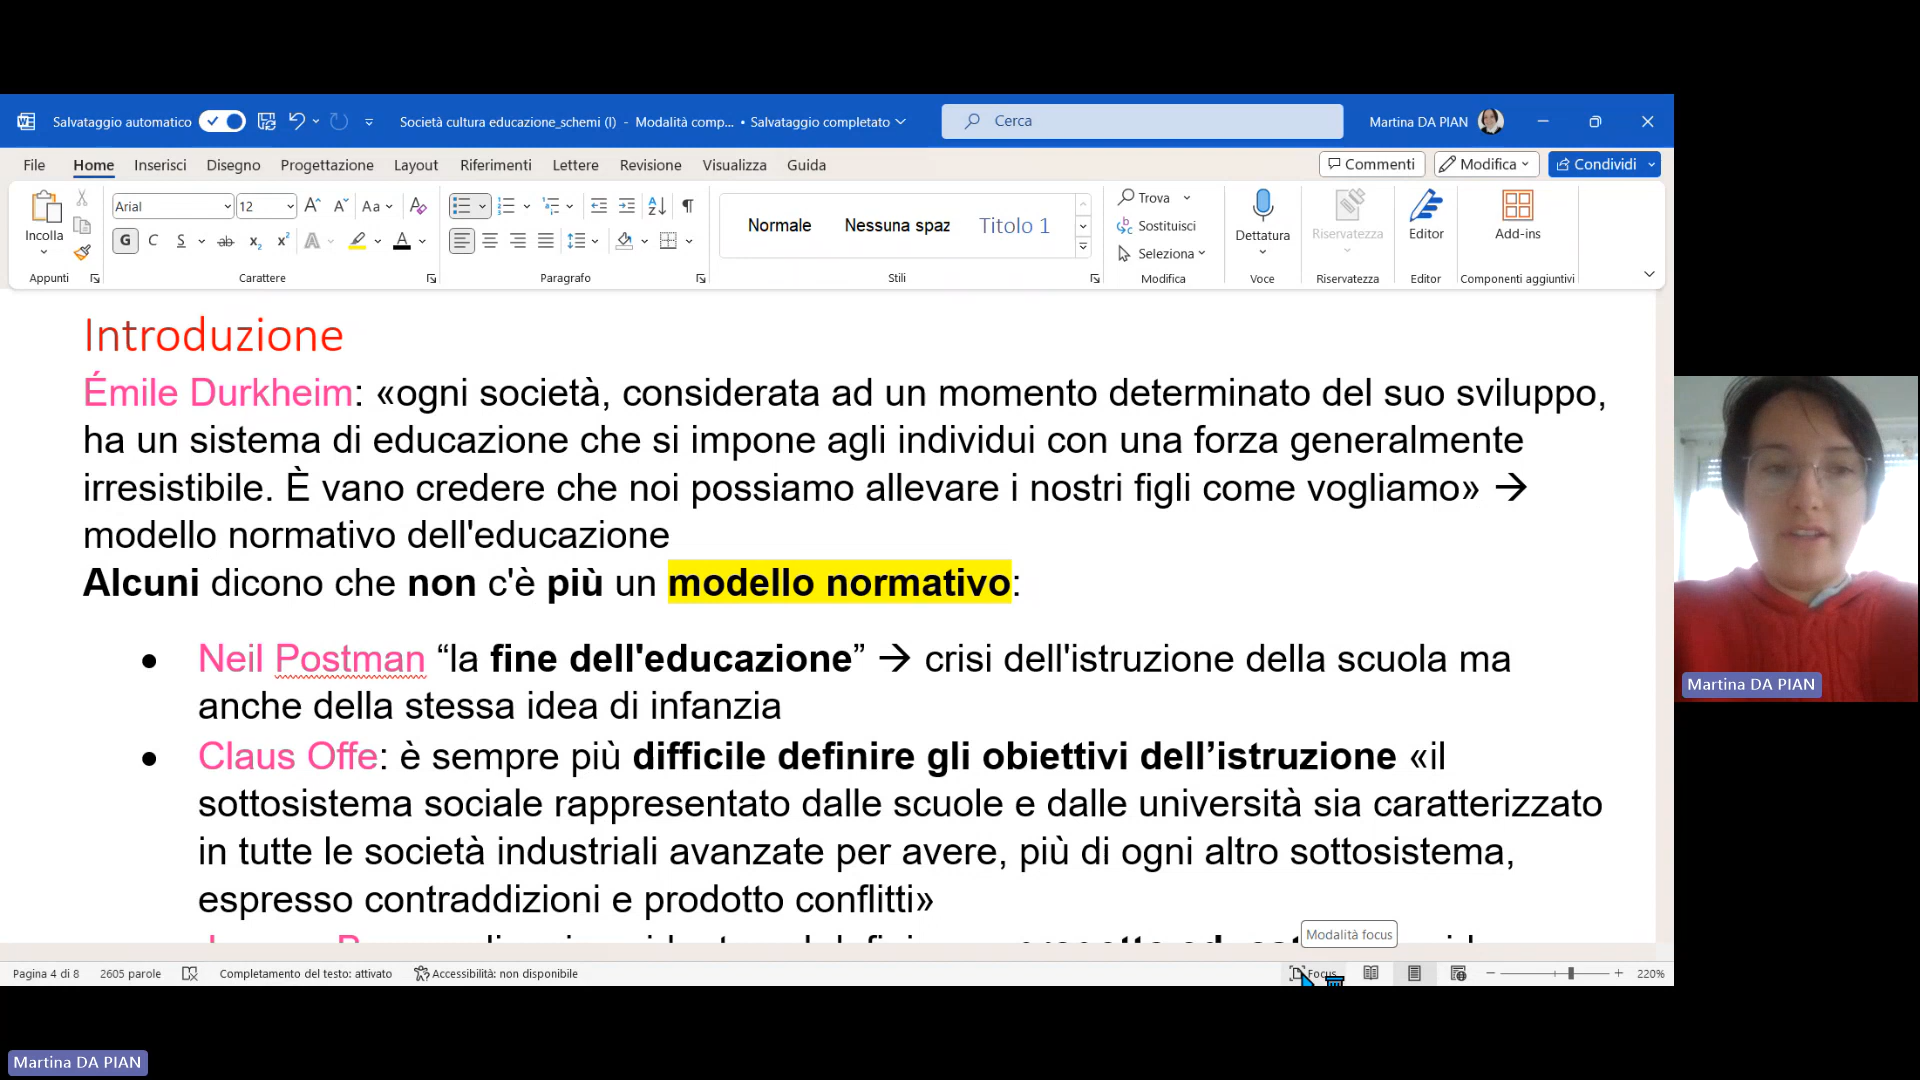 Salvataggio automatico
Società cultura educazione_schemi (I) - Modalità comp... • Salvataggio completato
Cerca
Martina DA PIAN
File Home Inserisci Disegno Progettazione Layout Riferimenti Lettere Revisione Visualizza Guida
Commenti Modifica Condividi
Incolla
Appunti
Arial 12
Aa
G C S ab x₂ x² A A
Carattere
Paragrafo
Normale Nessuna spaz Titolo 1
Stili
Trova
Sostituisci
Seleziona
Modifica
Dettatura
Voce
Riservatezza
Riservatezza
Editor
Editor
Add-ins
Componenti aggiuntivi
Introduzione
Émile Durkheim: «ogni società, considerata ad un momento determinato del suo sviluppo,
ha un sistema di educazione che si impone agli individui con una forza generalmente
irresistibile. È vano credere che noi possiamo allevare i nostri figli come vogliamo» →
modello normativo dell'educazione
Alcuni dicono che non c'è più un modello normativo:
• Neil Postman “la fine dell'educazione” → crisi dell'istruzione della scuola ma
anche della stessa idea di infanzia
• Claus Offe: è sempre più difficile definire gli obiettivi dell’istruzione «il
sottosistema sociale rappresentato dalle scuole e dalle università sia caratterizzato
in tutte le società industriali avanzate per avere, più di ogni altro sottosistema,
espresso contraddizioni e prodotto conflitti»
Modalità focus
Pagina 4 di 8 2605 parole Completamento del testo: attivato Accessibilità: non disponibile Focus 220%
Martina DA PIAN
Martina DA PIAN